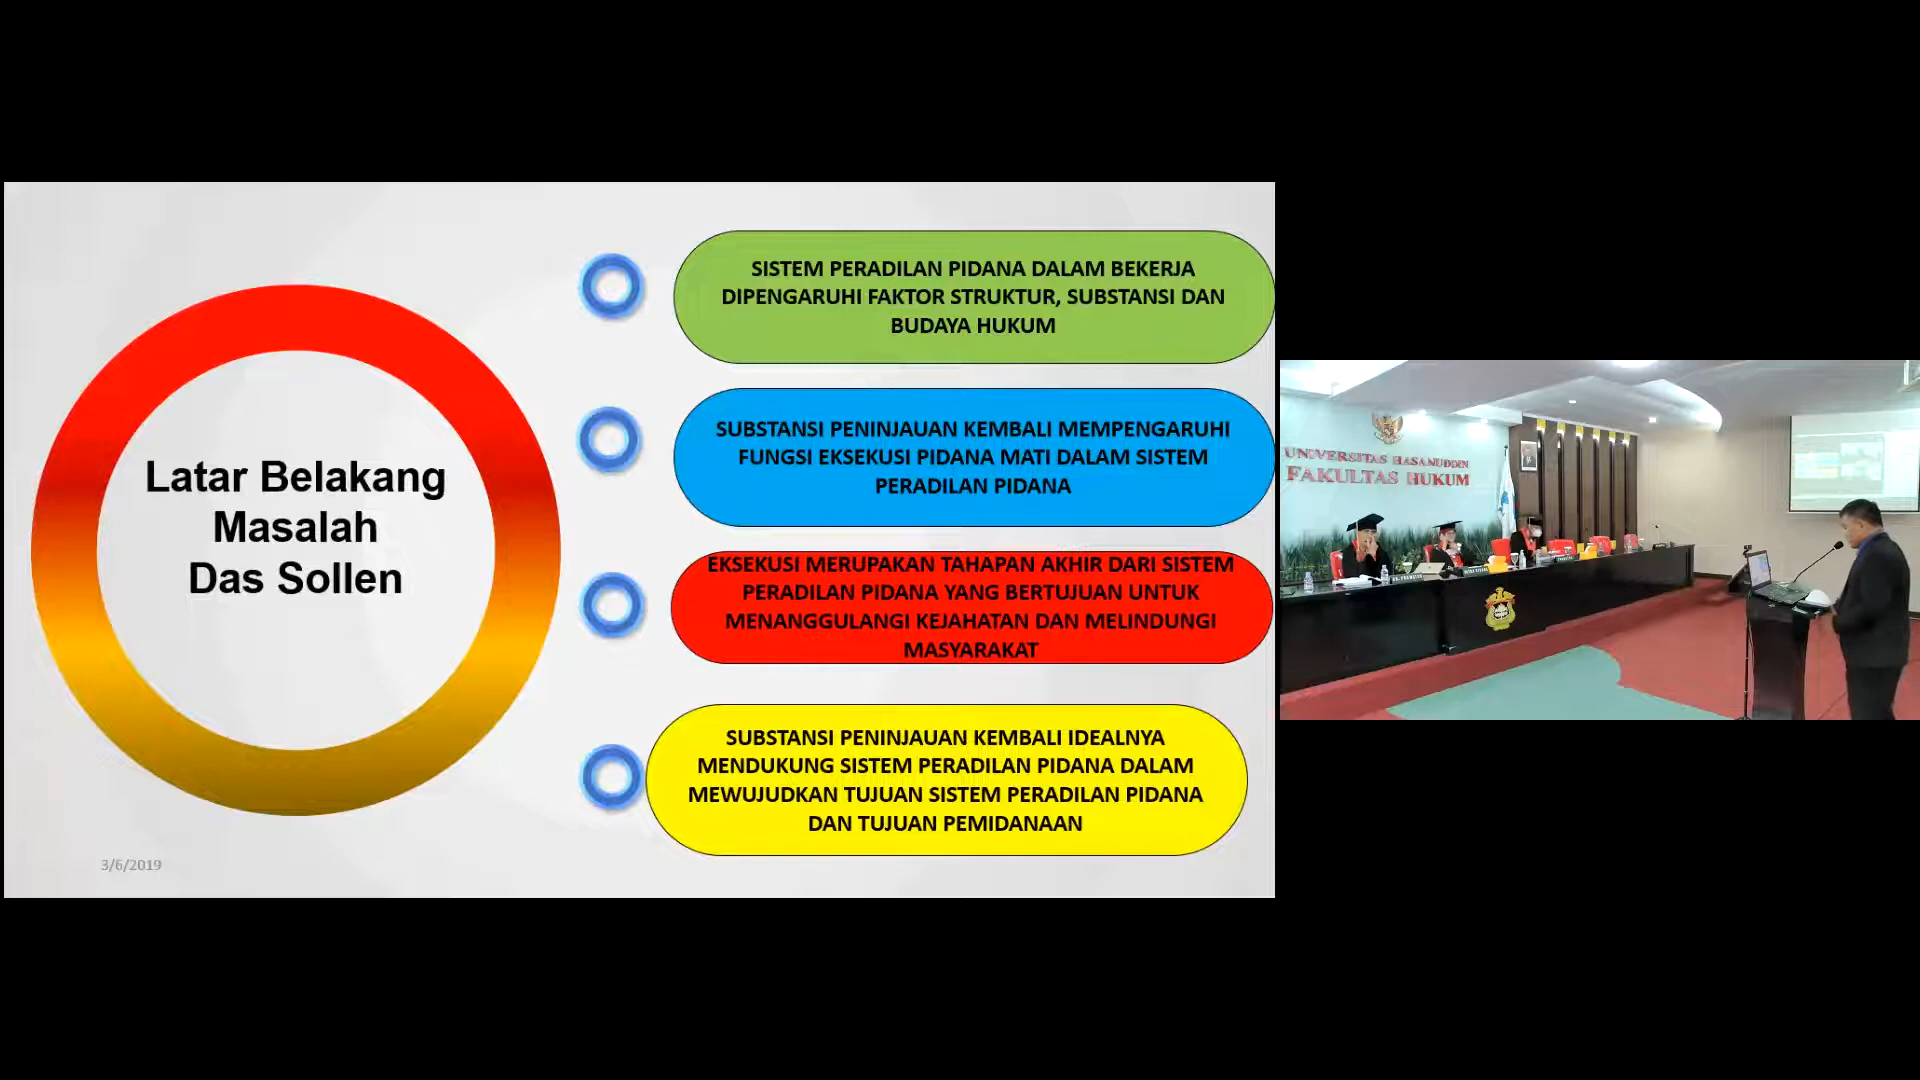 Latar Belakang
Masalah
Das Sollen
SISTEM PERADILAN PIDANA DALAM BEKERJA
DIPENGARUHI FAKTOR STRUKTUR, SUBSTANSI DAN
BUDAYA HUKUM
SUBSTANSI PENINJAUAN KEMBALI MEMPENGARUHI
FUNGSI EKSEKUSI PIDANA MATI DALAM SISTEM
PERADILAN PIDANA
EKSEKUSI MERUPAKAN TAHAPAN AKHIR DARI SISTEM
PERADILAN PIDANA YANG BERTUJUAN UNTUK
MENANGGULANGI KEJAHATAN DAN MELINDUNGI
MASYARAKAT
SUBSTANSI PENINJAUAN KEMBALI IDEALNYA
MENDUKUNG SISTEM PERADILAN PIDANA DALAM
MEWUJUDKAN TUJUAN SISTEM PERADILAN PIDANA
DAN TUJUAN PEMIDANAAN
3/6/2019
UNIVERSITAS HASANUDDIN
FAKULTAS HUKUM